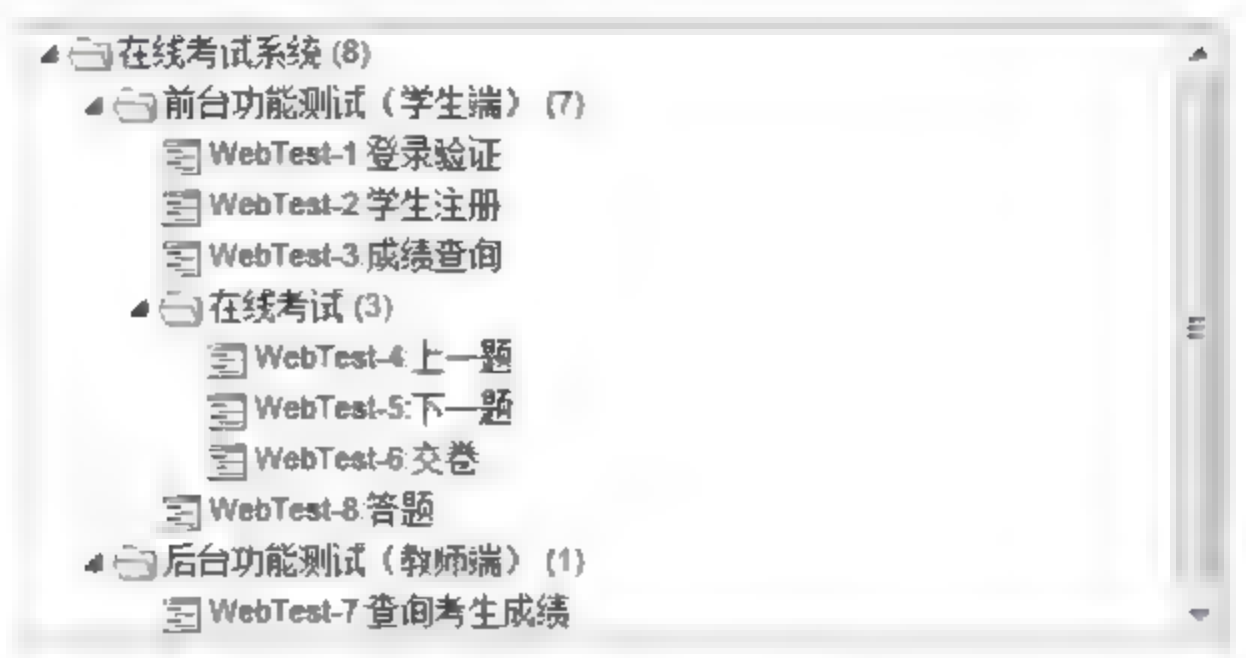 在线考试系统 (8)
前台功能测试（学生端） (7)
WebTest-1:登录验证
WebTest-2:学生注册
WebTest-3:成绩查询
在线考试 (3)
WebTest-4:上一题
WebTest-5:下一题
WebTest-6:交卷
WebTest-8:答题
后台功能测试（教师端） (1)
WebTest-7:查询考生成绩